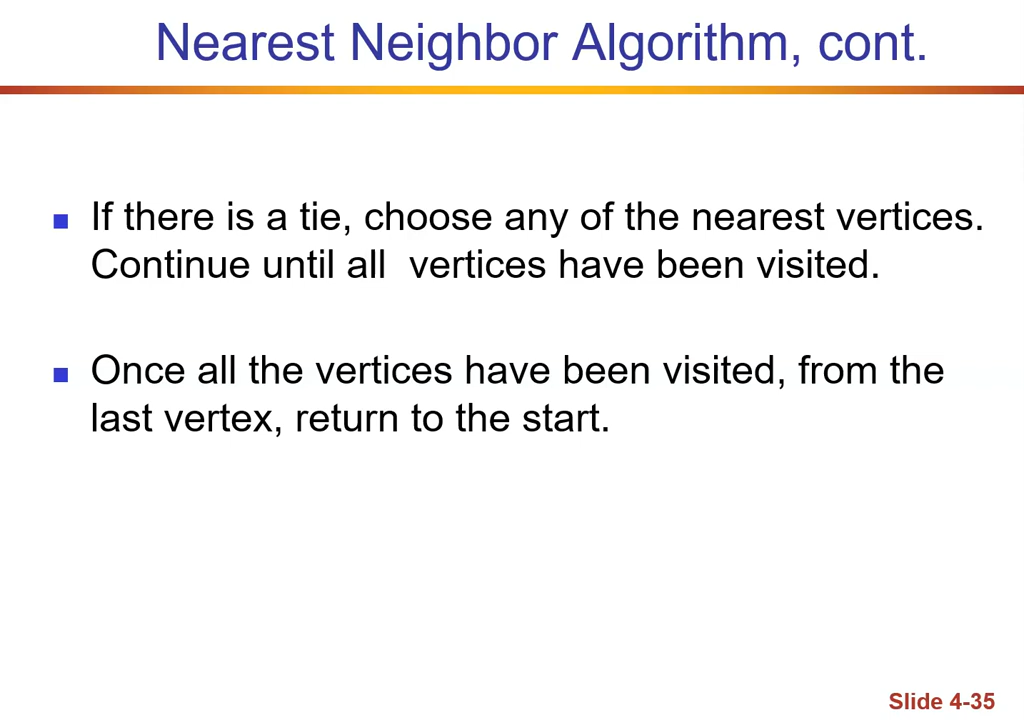 Nearest Neighbor Algorithm, cont.
If there is a tie, choose any of the nearest vertices.
Continue until all  vertices have been visited.
Once all the vertices have been visited, from the
last vertex, return to the start.
Slide 4-35